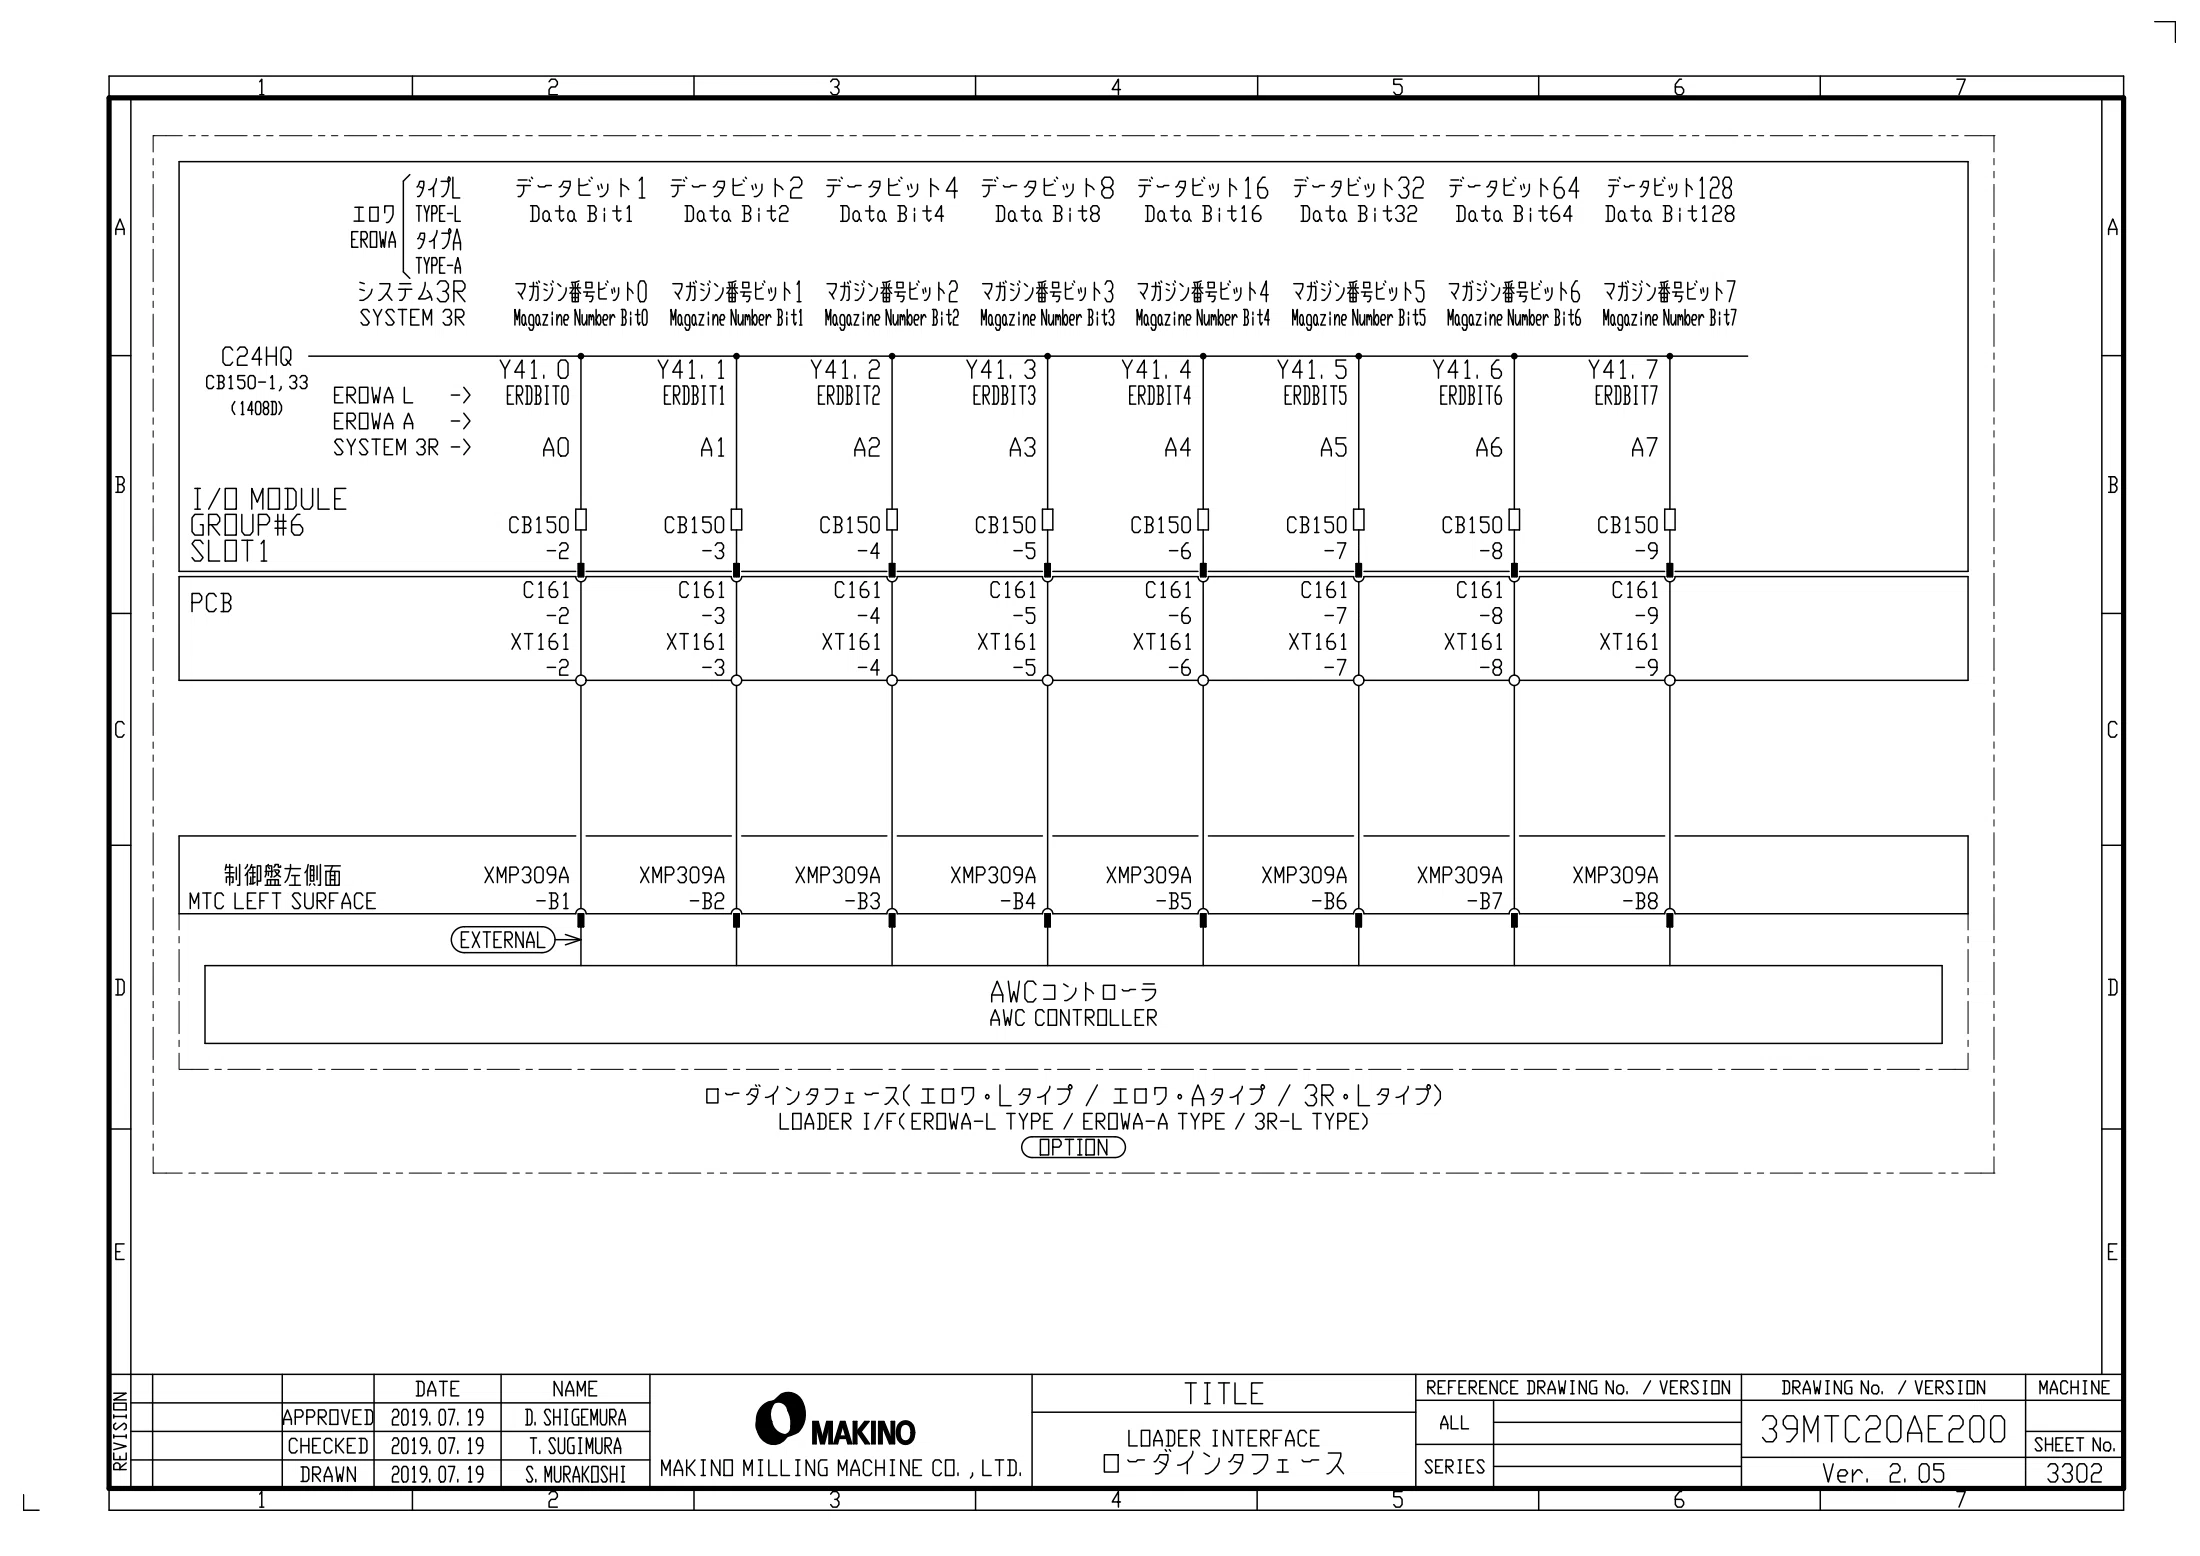 1 2 3 4 5 6 7
タイプL データビット1 データビット2 データビット4 データビット8 データビット16 データビット32 データビット64 データビット128
エロワ TYPE-L Data Bit1 Data Bit2 Data Bit4 Data Bit8 Data Bit16 Data Bit32 Data Bit64 Data Bit128
A A
EROWA タイプA
TYPE-A
システム3R マガジン番号ビット0 マガジン番号ビット1 マガジン番号ビット2 マガジン番号ビット3 マガジン番号ビット4 マガジン番号ビット5 マガジン番号ビット6 マガジン番号ビット7
SYSTEM 3R Magazine Number Bit0 Magazine Number Bit1 Magazine Number Bit2 Magazine Number Bit3 Magazine Number Bit4 Magazine Number Bit5 Magazine Number Bit6 Magazine Number Bit7
C24HQ Y41.0 Y41.1 Y41.2 Y41.3 Y41.4 Y41.5 Y41.6 Y41.7
CB150-1,33
EROWA L -> ERDBIT0 ERDBIT1 ERDBIT2 ERDBIT3 ERDBIT4 ERDBIT5 ERDBIT6 ERDBIT7
(1408D)
EROWA A ->
SYSTEM 3R -> A0 A1 A2 A3 A4 A5 A6 A7
B B
I/O MODULE
GROUP#6 CB150 CB150 CB150 CB150 CB150 CB150 CB150 CB150
SLOT1 -2 -3 -4 -5 -6 -7 -8 -9
PCB C161 C161 C161 C161 C161 C161 C161 C161
-2 -3 -4 -5 -6 -7 -8 -9
XT161 XT161 XT161 XT161 XT161 XT161 XT161 XT161
-2 -3 -4 -5 -6 -7 -8 -9
C C
制御盤左側面 XMP309A XMP309A XMP309A XMP309A XMP309A XMP309A XMP309A XMP309A
MTC LEFT SURFACE -B1 -B2 -B3 -B4 -B5 -B6 -B7 -B8
EXTERNAL
D D
AWCコントローラ
AWC CONTROLLER
ローダインタフェース(エロワ・Lタイプ / エロワ・Aタイプ / 3R・Lタイプ)
LOADER I/F(EROWA-L TYPE / EROWA-A TYPE / 3R-L TYPE)
OPTION
E E
REVISION
DATE NAME
APPROVED 2019.07.19 D. SHIGEMURA
CHECKED 2019.07.19 T. SUGIMURA
DRAWN 2019.07.19 S. MURAKOSHI
MAKINO
MAKINO MILLING MACHINE CO.,LTD.
TITLE
LOADER INTERFACE
ローダインタフェース
REFERENCE DRAWING No. / VERSION
ALL
SERIES
DRAWING No. / VERSION
39MTC20AE200
Ver. 2.05
MACHINE
SHEET No.
3302
1 2 3 4 5 6 7